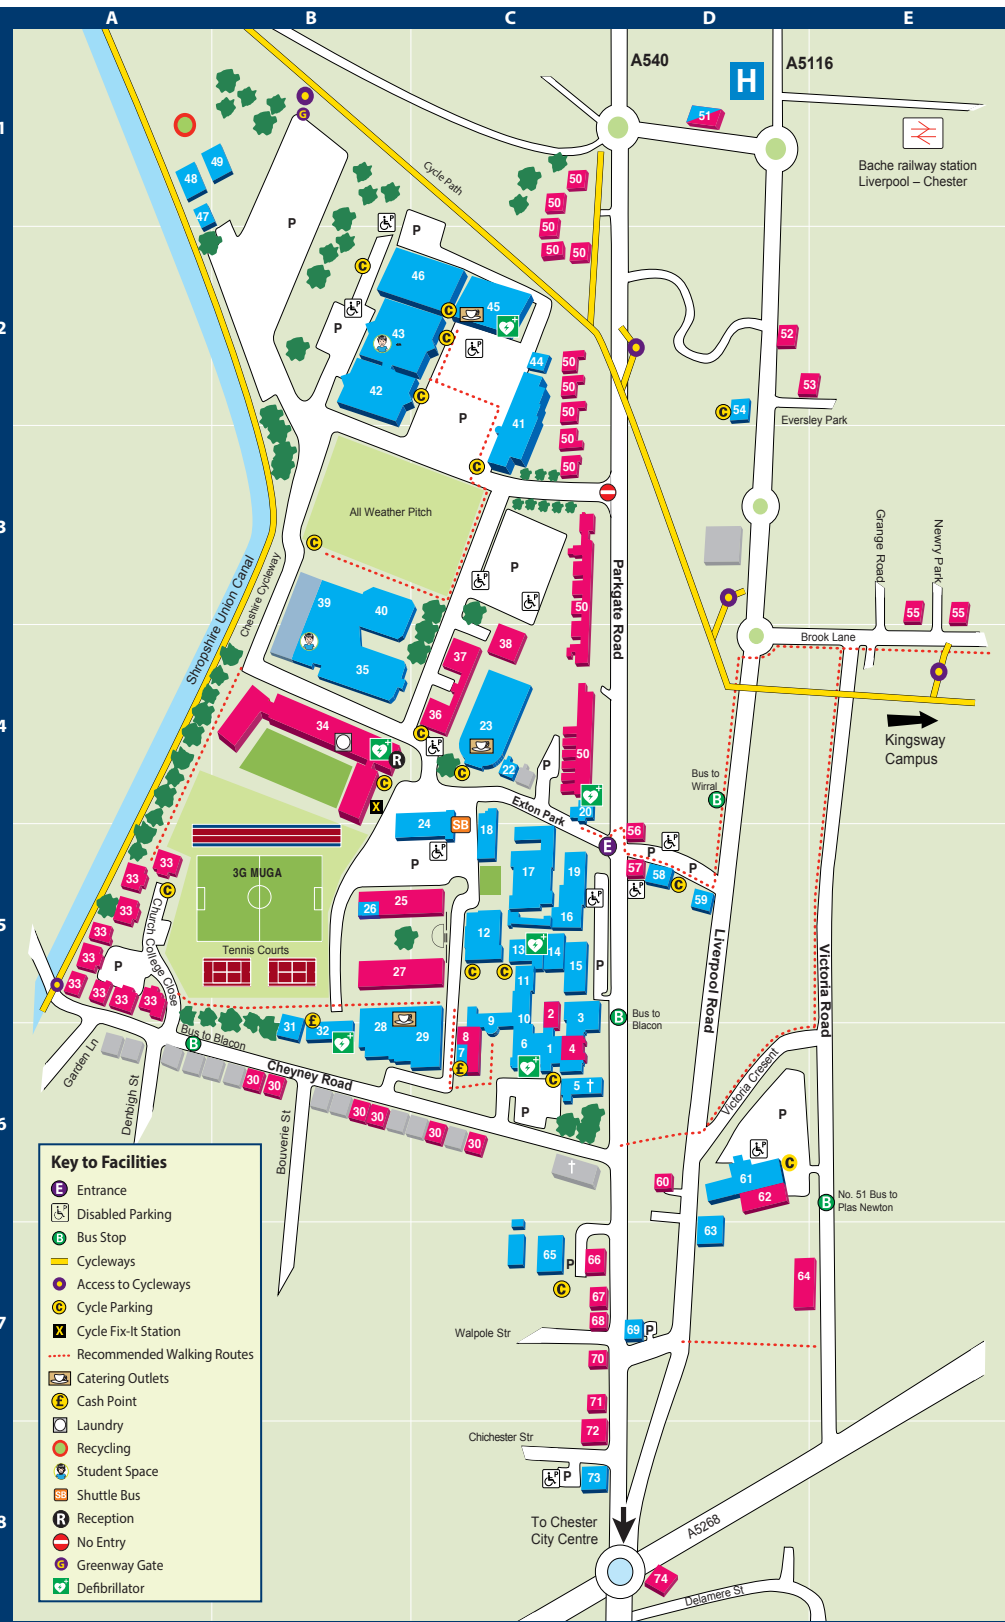 A B C D E
A540
A5116
H
1
51
Bache railway station
Liverpool – Chester
G
49
48
47
Cycle Path
50
50
50
50 50
P
P
46
45
P
43
44
42
41
P
2
52
53
54
Eversley Park
50
50
50
50
50
All Weather Pitch
3
P
50
Parkgate Road
Grange Road
Newry Park
55 55
Brook Lane
Shropshire Union Canal
Cheshire Cycleway
39
40
35
38
37
36
23
22
P
50
20
4
34
R
X
Kingsway
Campus
Bus to
Wirral
B
Exton Park
SB
24
18
E
56
P
P
57
58
59
17
19
16
P
3G MUGA
33
33
33
33
33
33
33
33
33
P
Church College Close
Tennis Courts
5
25
26
27
12
13
14
15
11
P
Liverpool Road
Victoria Road
B
Bus to
Blacon
2
3
9
10
8
7
6
1
4
5
28
29
31
32
Bus to Blacon
B
Garden Ln
Denbigh St
Cheyney Road
Bouverie St
30 30
30 30
30
30
P
Victoria Cresent
P
6
60
61
62
63
B
No. 51 Bus to
Plas Newton
65
P
66
64
67
68
7
Walpole Str
69
P
70
71
72
Chichester Str
P
73
8
To Chester
City Centre
A5268
74
Delamere St
Key to Facilities
E Entrance
Disabled Parking
B Bus Stop
Cycleways
Access to Cycleways
C Cycle Parking
X Cycle Fix-It Station
Recommended Walking Routes
Catering Outlets
£ Cash Point
Laundry
Recycling
Student Space
SB Shuttle Bus
R Reception
No Entry
G Greenway Gate
Defibrillator